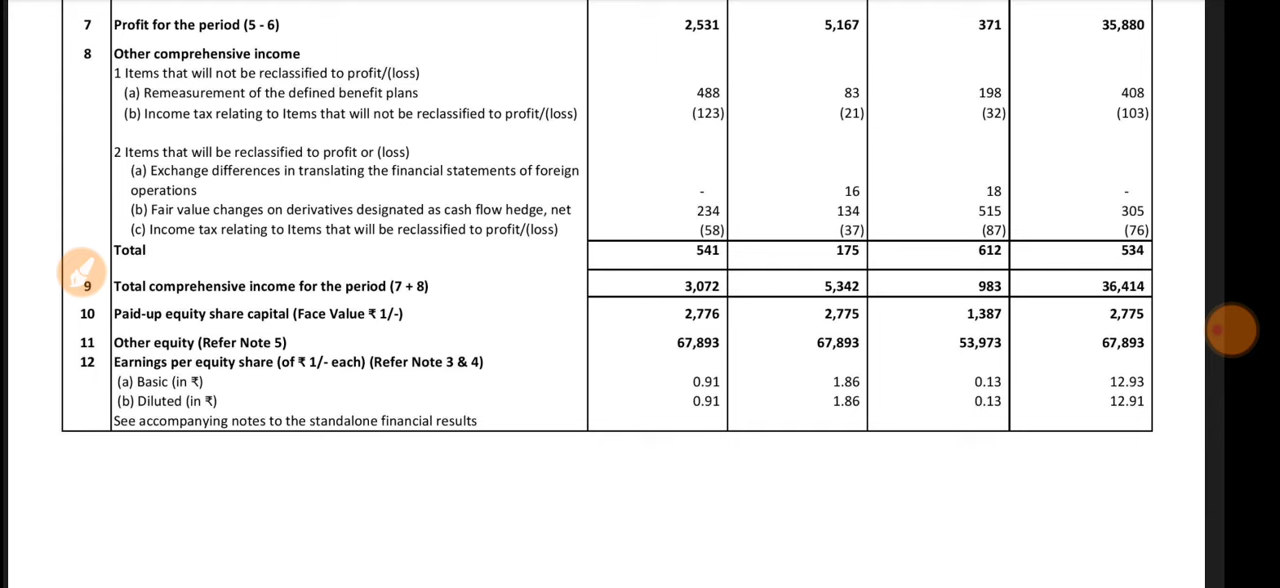 7 Profit for the period (5 - 6) 2,531 5,167 371 35,880
8 Other comprehensive income
1 Items that will not be reclassified to profit/(loss)
(a) Remeasurement of the defined benefit plans 488 83 198 408
(b) Income tax relating to Items that will not be reclassified to profit/(loss) (123) (21) (32) (103)
2 Items that will be reclassified to profit or (loss)
(a) Exchange differences in translating the financial statements of foreign
operations - 16 18 -
(b) Fair value changes on derivatives designated as cash flow hedge, net 234 134 515 305
(c) Income tax relating to Items that will be reclassified to profit/(loss) (58) (37) (87) (76)
Total 541 175 612 534
9 Total comprehensive income for the period (7 + 8) 3,072 5,342 983 36,414
10 Paid-up equity share capital (Face Value ₹ 1/-) 2,776 2,775 1,387 2,775
11 Other equity (Refer Note 5) 67,893 67,893 53,973 67,893
12 Earnings per equity share (of ₹ 1/- each) (Refer Note 3 & 4)
(a) Basic (in ₹) 0.91 1.86 0.13 12.93
(b) Diluted (in ₹) 0.91 1.86 0.13 12.91
See accompanying notes to the standalone financial results